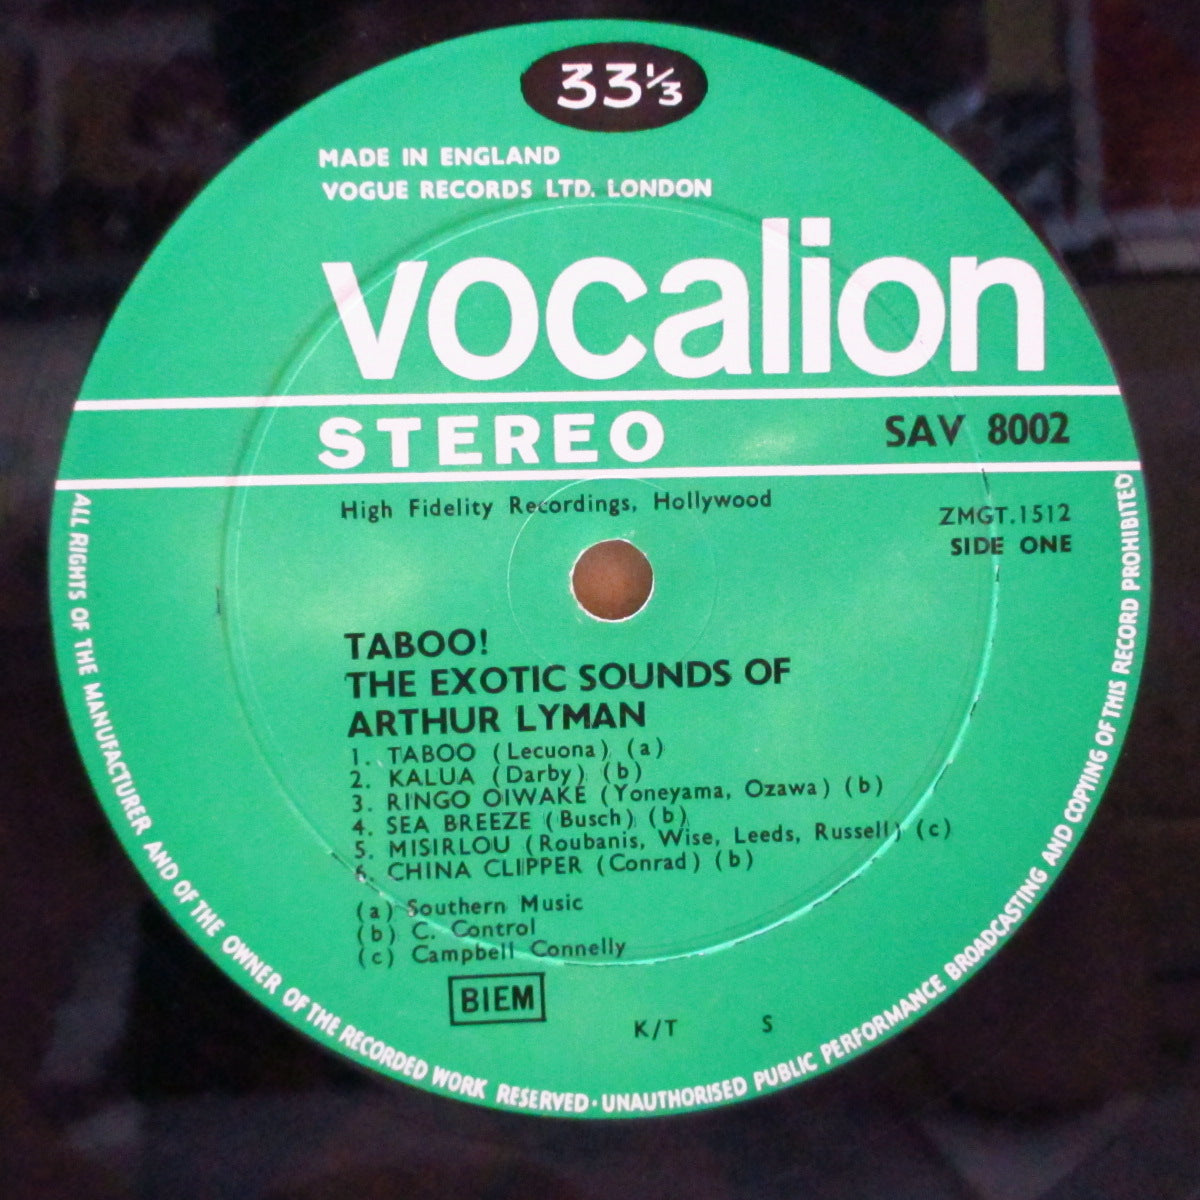 33⅓
MADE IN ENGLAND
VOGUE RECORDS LTD. LONDON
vocalion
STEREO SAV 8002
High Fidelity Recordings, Hollywood
ZMGT.1512
SIDE ONE
TABOO!
THE EXOTIC SOUNDS OF
ARTHUR LYMAN
1. TABOO (Lecuona) (a)
2. KALUA (Darby) (b)
3. RINGO OIWAKE (Yoneyama, Ozawa) (b)
4. SEA BREEZE (Busch) (b)
5. MISIRLOU (Roubanis, Wise, Leeds, Russell) (c)
6. CHINA CLIPPER (Conrad) (b)
(a) Southern Music
(b) C. Control
(c) Campbell Connelly
BIEM
K/T S
ALL RIGHTS OF THE MANUFACTURER AND OF THE OWNER OF THE RECORDED WORK RESERVED · UNAUTHORISED PUBLIC PERFORMANCE BROADCASTING AND COPYING OF THIS RECORD PROHIBITED